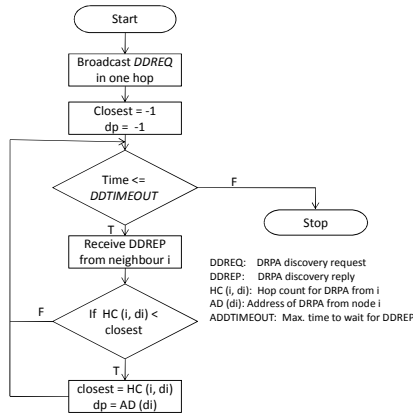 Start
Broadcast DDREQ
in one hop
Closest = -1
dp = -1
Time <=
DDTIMEOUT
F
T
Stop
Receive DDREP
from neighbour i
DDREQ: DRPA discovery request
DDREP: DRPA discovery reply
HC (i, di): Hop count for DRPA from i
AD (di): Address of DRPA from node i
ADDTIMEOUT: Max. time to wait for DDREP
F
If HC (i, di) <
closest
T
closest = HC (i, di)
dp = AD (di)